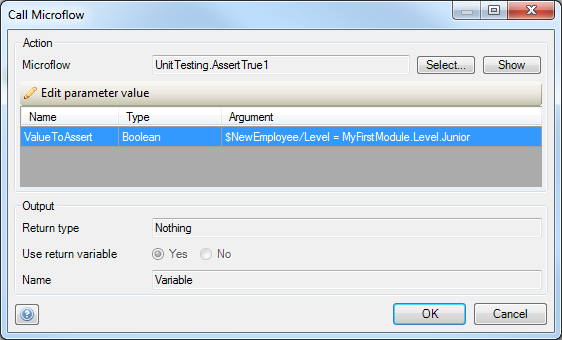 Call Microflow
Action
Microflow UnitTesting.AssertTrue1 Select... Show
Edit parameter value
Name Type Argument
ValueToAssert Boolean $NewEmployee/Level = MyFirstModule.Level.Junior
Output
Return type Nothing
Use return variable Yes No
Name Variable
? OK Cancel